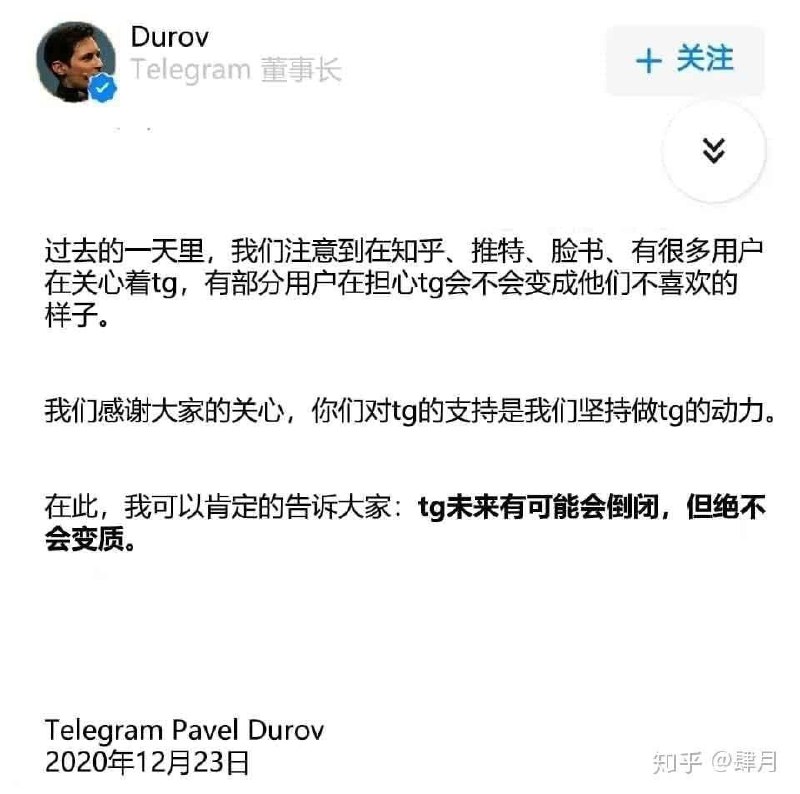 Durov
Telegram 董事长
+ 关注
过去的一天里，我们注意到在知乎、推特、脸书、有很多用户
在关心着tg，有部分用户在担心tg会不会变成他们不喜欢的
样子。
我们感谢大家的关心，你们对tg的支持是我们坚持做tg的动力。
在此，我可以肯定的告诉大家：tg未来有可能会倒闭，但绝不
会变质。
Telegram Pavel Durov
2020年12月23日
知乎 @肆月